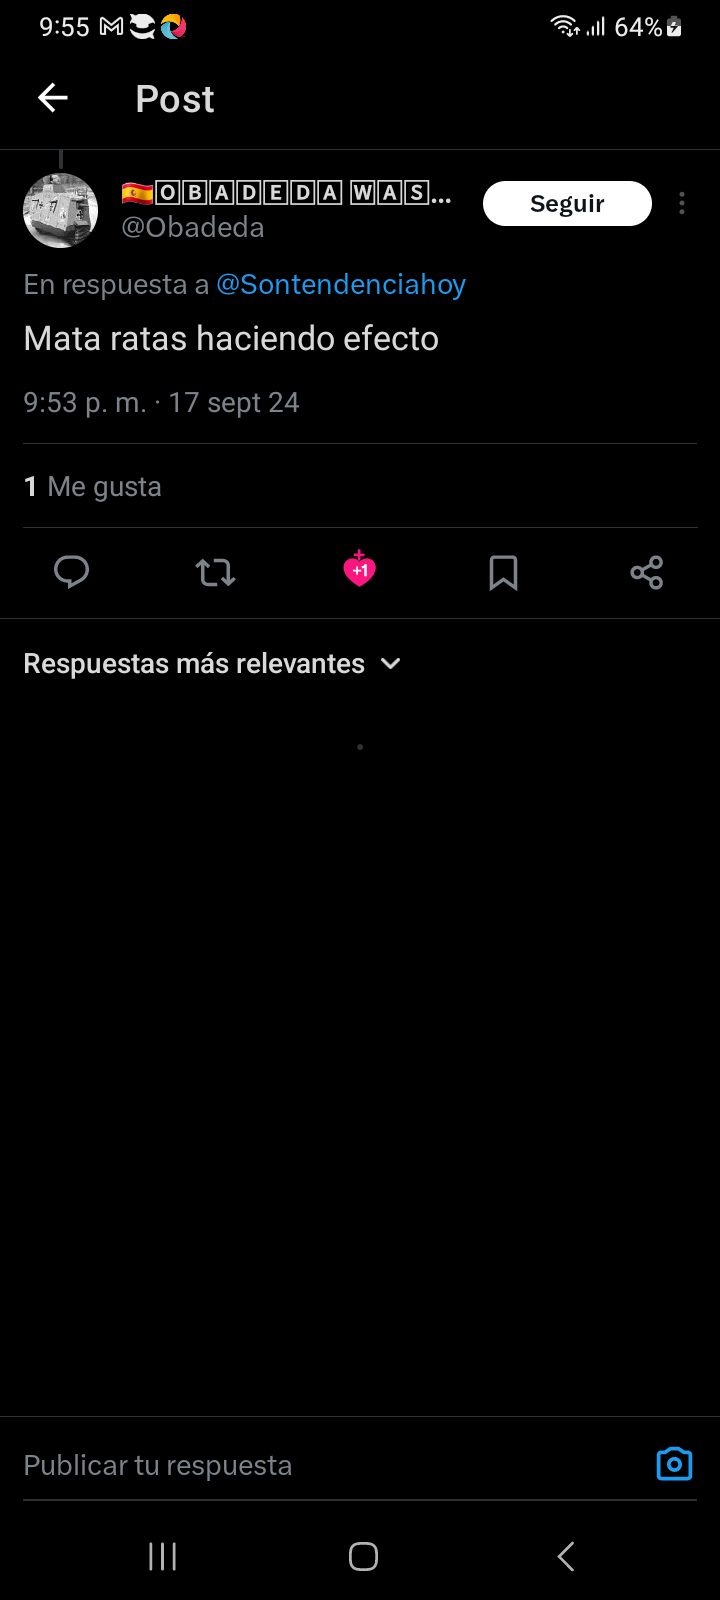 9:55 64%
Post
🇪🇸🄾🄱🄰🄳🄴🄳🄰 🅆🄰🅂...
Seguir
@Obadeda
En respuesta a @Sontendenciahoy
Mata ratas haciendo efecto
9:53 p. m. · 17 sept 24
1 Me gusta
+1
Respuestas más relevantes
Publicar tu respuesta